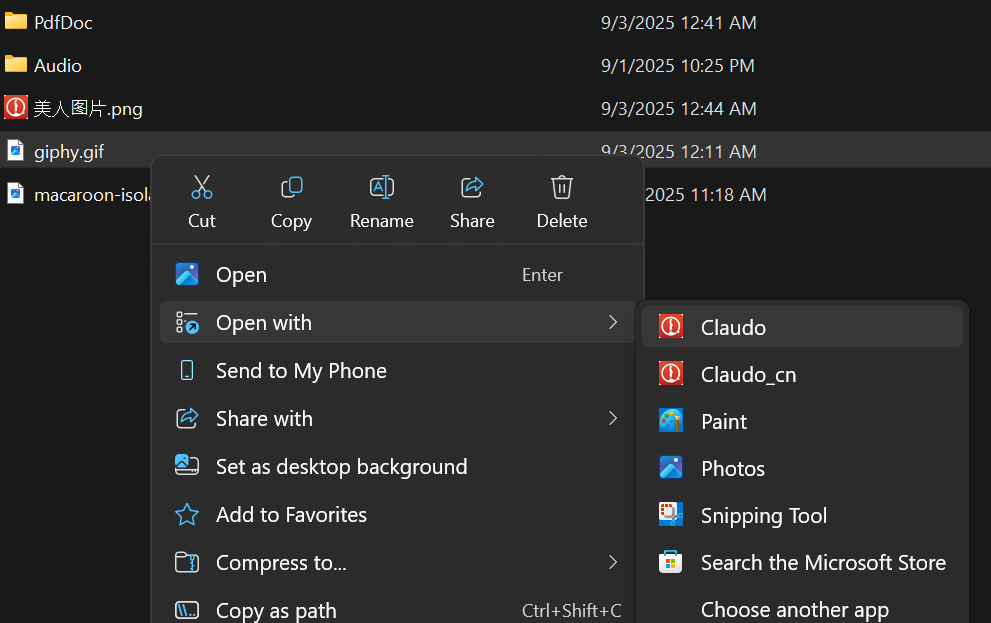 PdfDoc 9/3/2025 12:41 AM
Audio 9/1/2025 10:25 PM
美人图片.png 9/3/2025 12:44 AM
giphy.gif 9/3/2025 12:11 AM
macaroon-isol 2025 11:18 AM
Cut Copy Rename Share Delete
Open Enter
Open with
Send to My Phone
Share with
Set as desktop background
Add to Favorites
Compress to...
Copy as path Ctrl+Shift+C
Claudo
Claudo_cn
Paint
Photos
Snipping Tool
Search the Microsoft Store
Choose another app